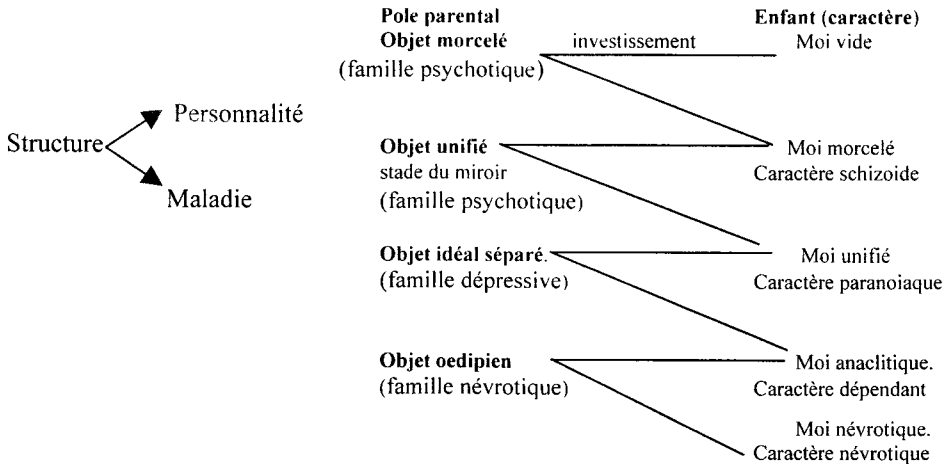 Structure
Personnalité
Maladie
Pole parental
Objet morcelé
(famille psychotique)
investissement
Enfant (caractère)
Moi vide
Objet unifié
stade du miroir
(famille psychotique)
Moi morcelé
Caractère schizoide
Objet idéal séparé.
(famille dépressive)
Moi unifié
Caractère paranoiaque
Objet oedipien
(famille névrotique)
Moi anaclitique.
Caractère dépendant
Moi névrotique.
Caractère névrotique